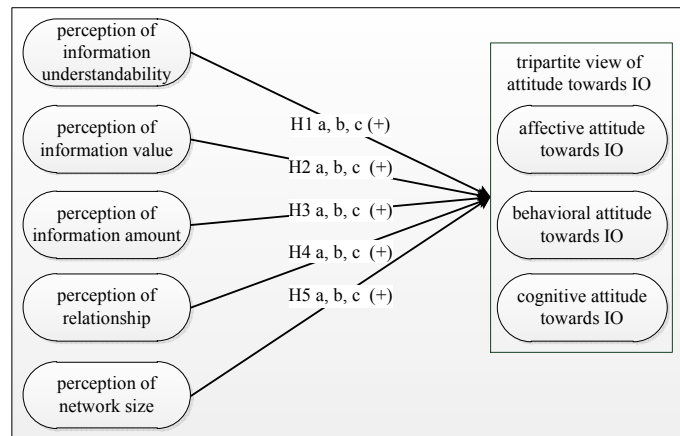 perception of
information
understandability
perception of
information value
perception of
information amount
perception of
relationship
perception of
network size
H1 a, b, c (+)
H2 a, b, c (+)
H3 a, b, c (+)
H4 a, b, c (+)
H5 a, b, c (+)
tripartite view of
attitude towards IO
affective attitude
towards IO
behavioral attitude
towards IO
cognitive attitude
towards IO